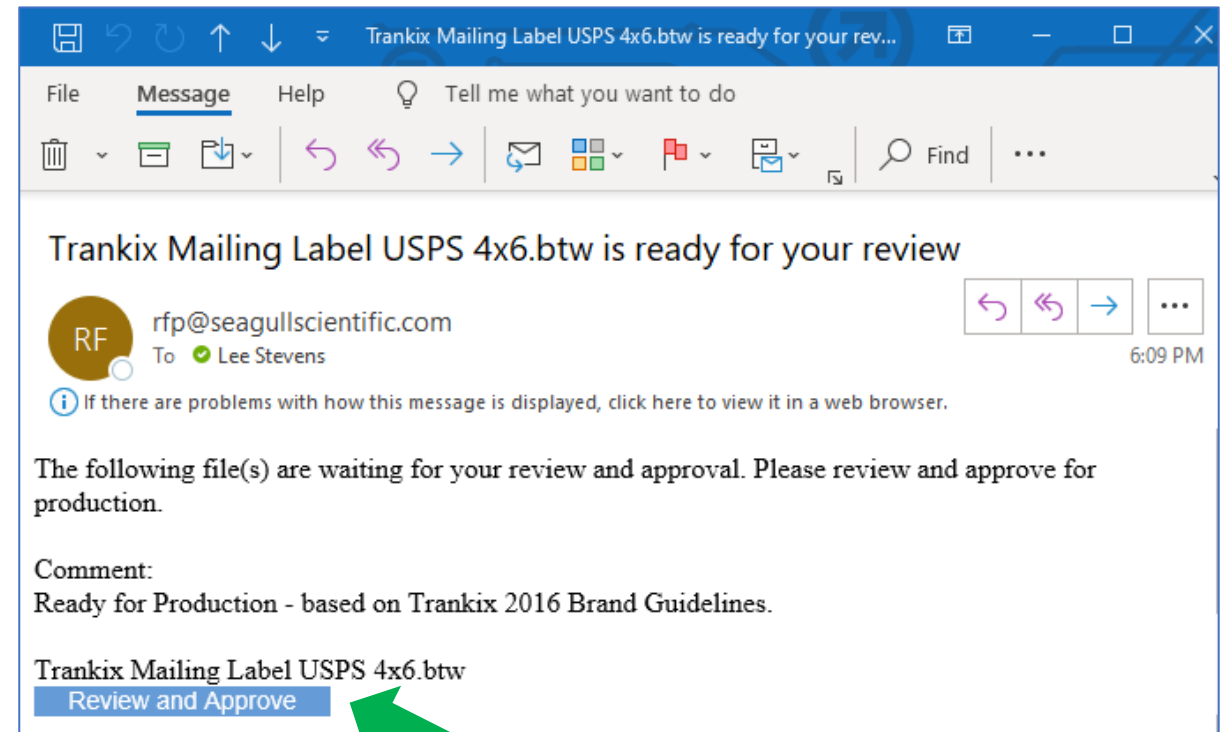 Trankix Mailing Label USPS 4x6.btw is ready for your rev...
File Message Help Tell me what you want to do
Find
Trankix Mailing Label USPS 4x6.btw is ready for your review
RF
rfp@seagullscientific.com
To Lee Stevens
6:09 PM
If there are problems with how this message is displayed, click here to view it in a web browser.
The following file(s) are waiting for your review and approval. Please review and approve for
production.
Comment:
Ready for Production - based on Trankix 2016 Brand Guidelines.
Trankix Mailing Label USPS 4x6.btw
Review and Approve